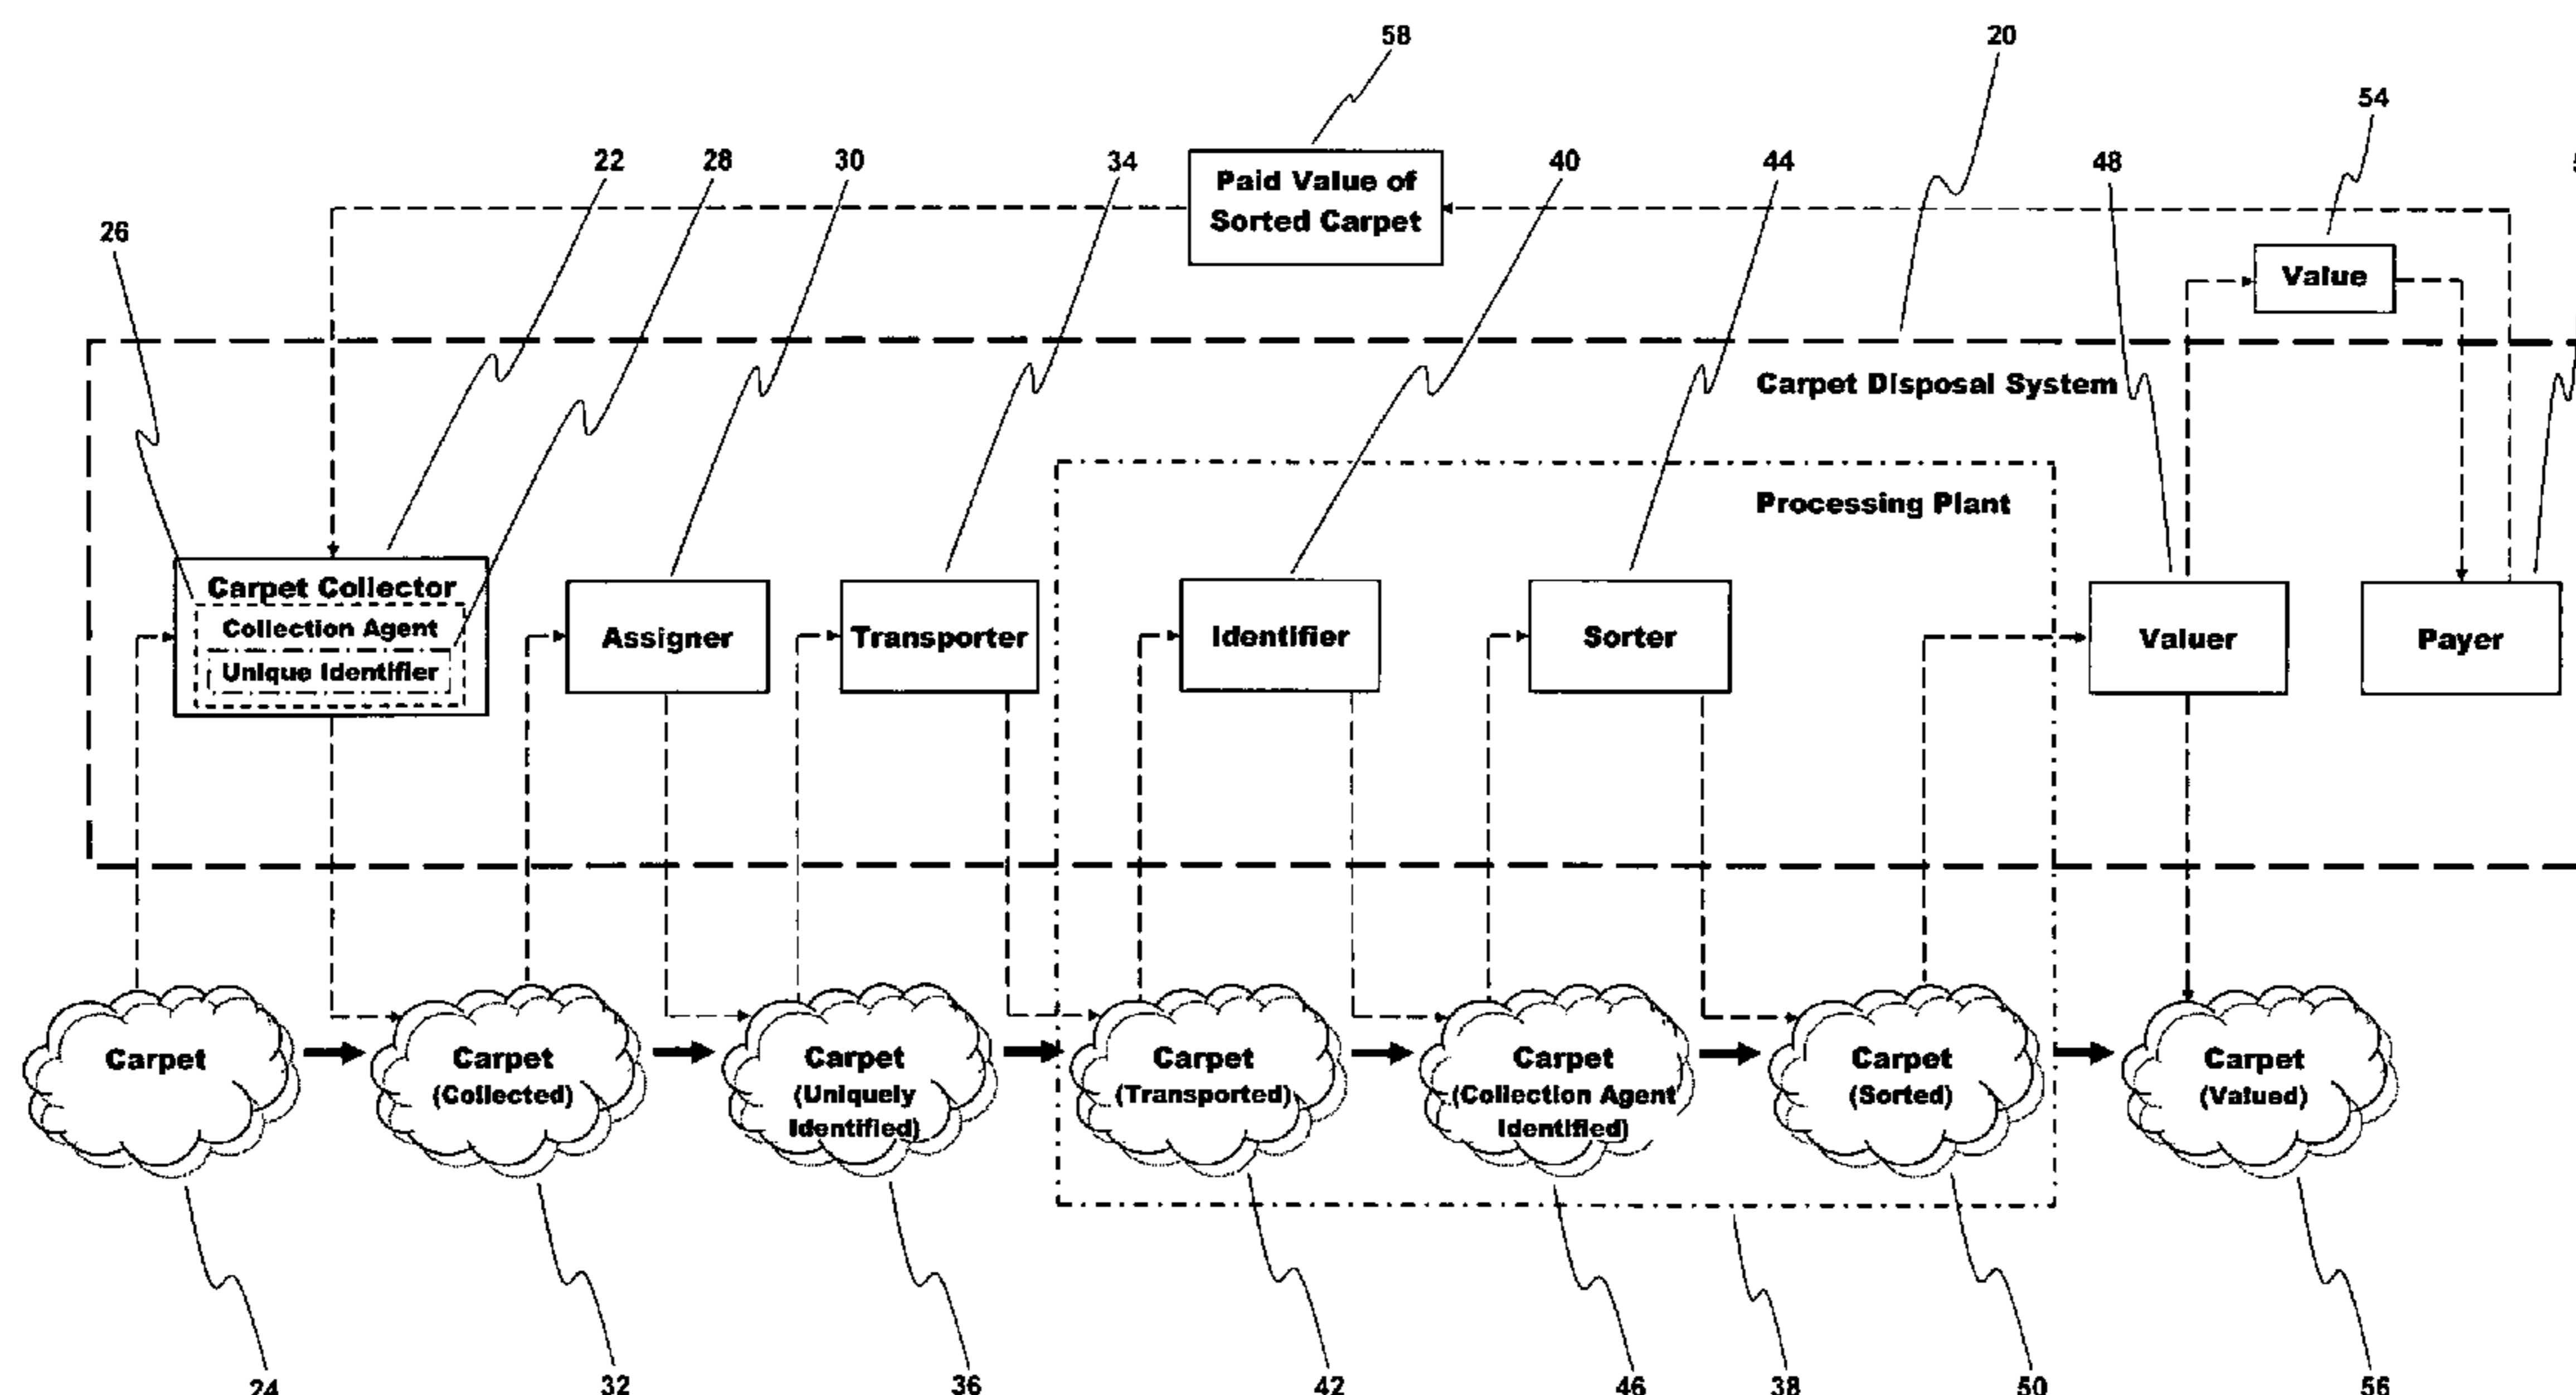 58
20
54
22
28
30
34
40
44
48
Paid Value of
Sorted Carpet
26
Value
Carpet Disposal System
Processing Plant
Carpet Collector
Collection Agent
Unique Identifier
Assigner
Transporter
Identifier
Sorter
Valuer
Payer
Carpet
Carpet
(Collected)
Carpet
(Uniquely
Identified)
Carpet
(Transported)
Carpet
(Collection Agent
Identified)
Carpet
(Sorted)
Carpet
(Valued)
24
32
36
42
46
38
50
56